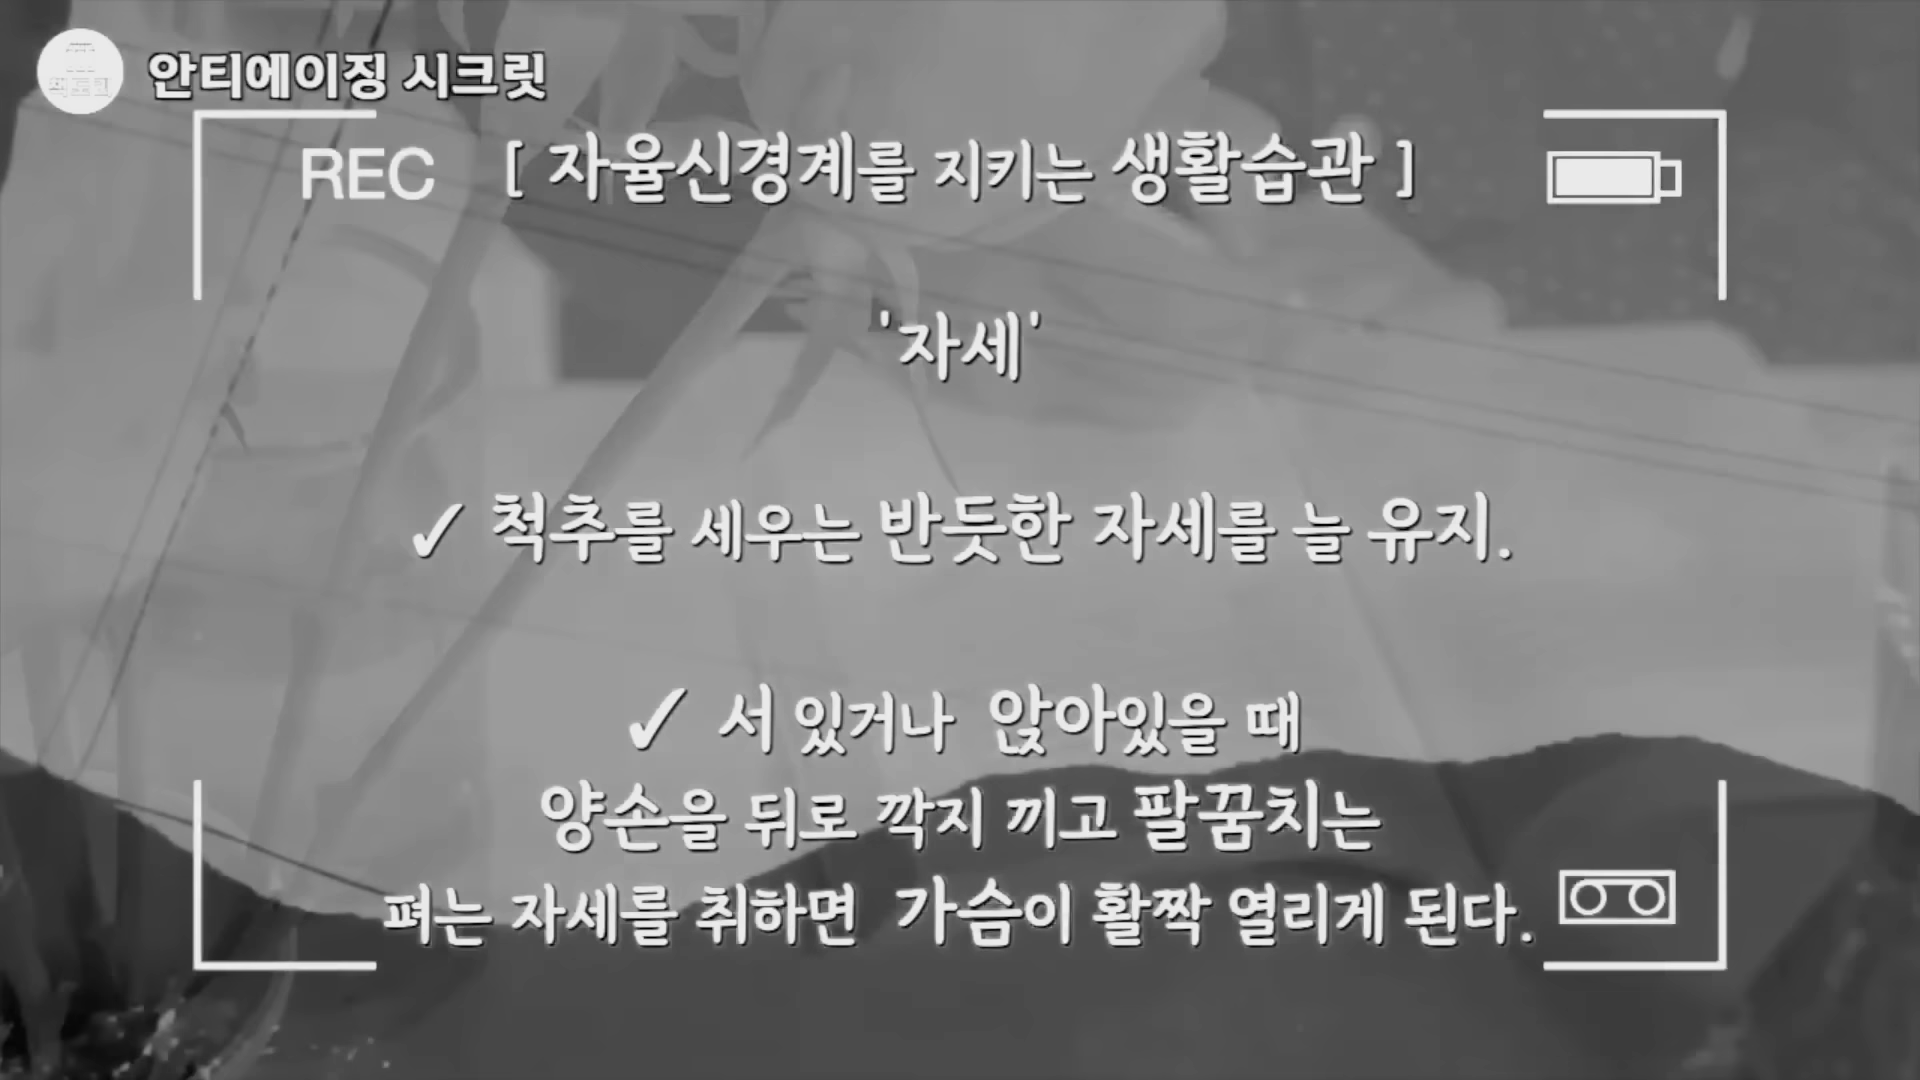 안티에이징 시크릿
REC
[ 자율신경계를 지키는 생활습관 ]
'자세'
✓ 척추를 세우는 반듯한 자세를 늘 유지.
✓ 서 있거나 앉아있을 때
양손을 뒤로 깍지 끼고 팔꿈치는
펴는 자세를 취하면 가슴이 활짝 열리게 된다.